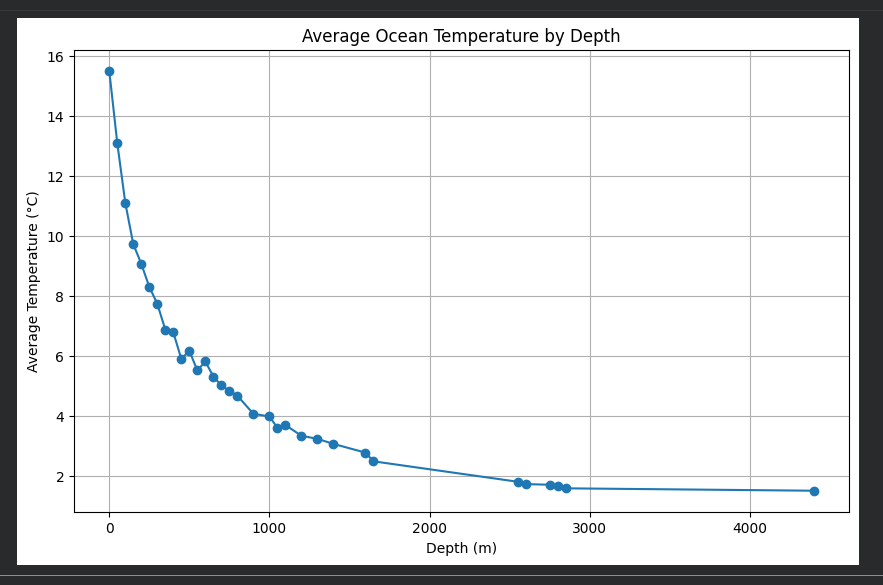 Average Ocean Temperature by Depth
16
14
12
10
8
6
4
2
Average Temperature (°C)
0 1000 2000 3000 4000
Depth (m)